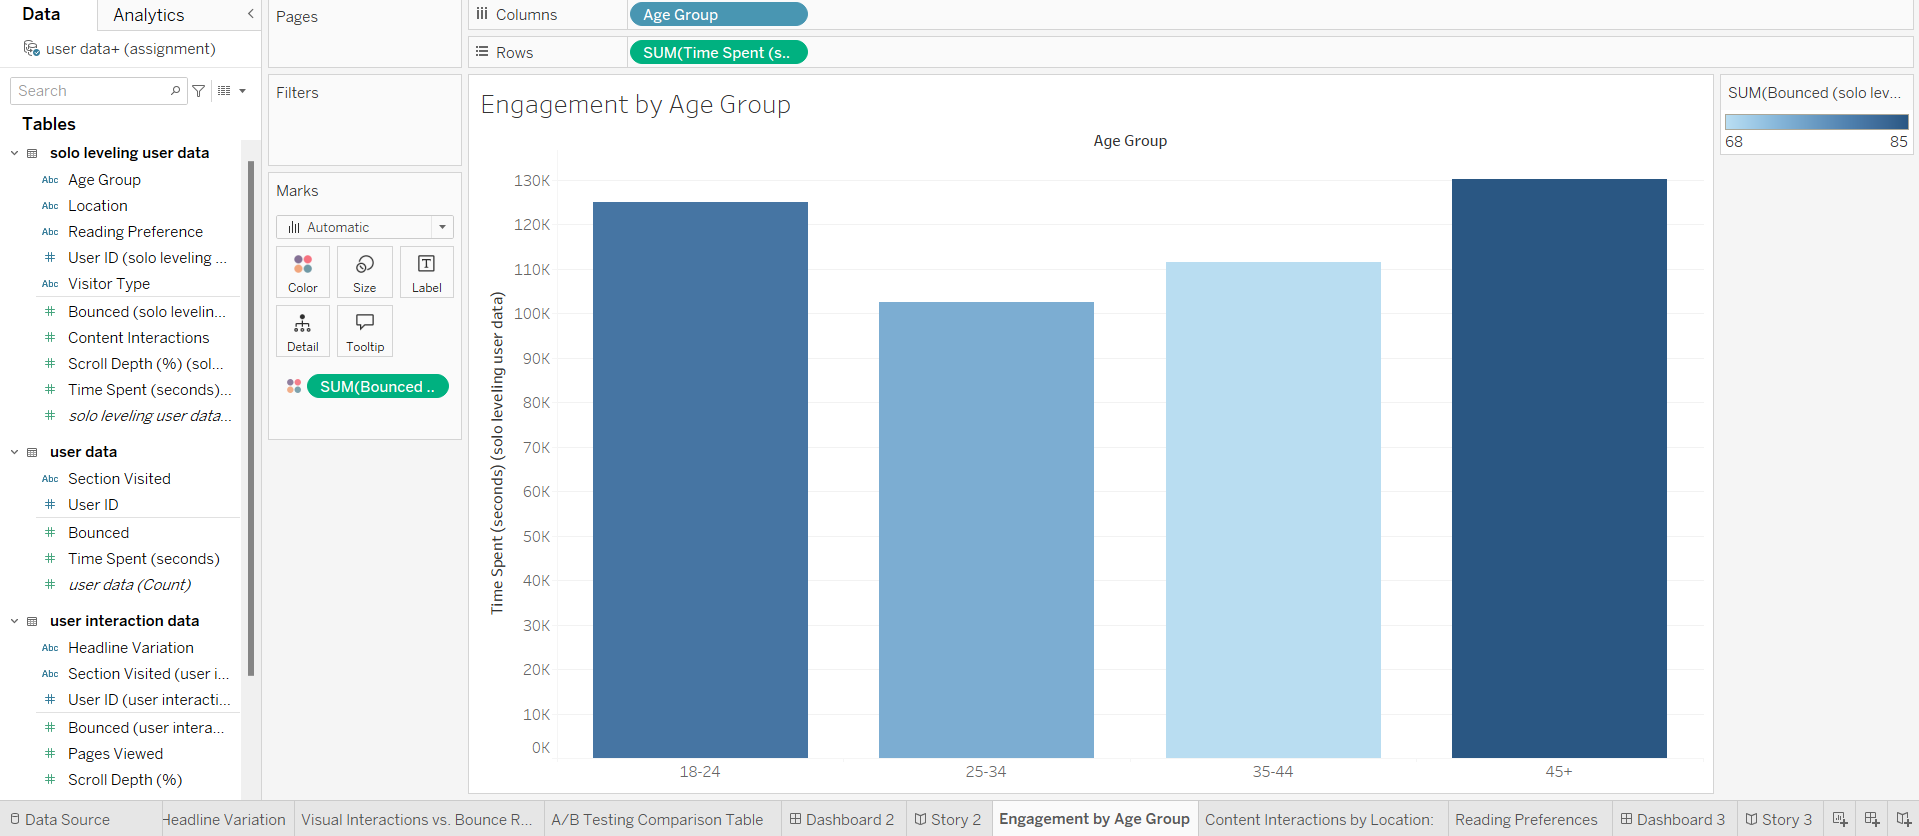 Data
Analytics
user data+ (assignment)
Search
Tables
solo leveling user data
Abc Age Group
Abc Location
Abc Reading Preference
# User ID (solo leveling ...
Abc Visitor Type
# Bounced (solo levelin...
# Content Interactions
# Scroll Depth (%) (sol...
# Time Spent (seconds)...
# solo leveling user data...
user data
Abc Section Visited
# User ID
# Bounced
# Time Spent (seconds)
# user data (Count)
user interaction data
Abc Headline Variation
Abc Section Visited (user i...
# User ID (user interacti...
# Bounced (user intera...
# Pages Viewed
# Scroll Depth (%)
Pages
Filters
Marks
Automatic
Color
Size
Label
Detail
Tooltip
SUM(Bounced ..
Columns
Age Group
Rows
SUM(Time Spent (s..
Engagement by Age Group
Age Group
Time Spent (seconds) (solo leveling user data)
130K
120K
110K
100K
90K
80K
70K
60K
50K
40K
30K
20K
10K
0K
18-24
25-34
35-44
45+
SUM(Bounced (solo lev...
68
85
Data Source
Headline Variation
Visual Interactions vs. Bounce R...
A/B Testing Comparison Table
Dashboard 2
Story 2
Engagement by Age Group
Content Interactions by Location:
Reading Preferences
Dashboard 3
Story 3